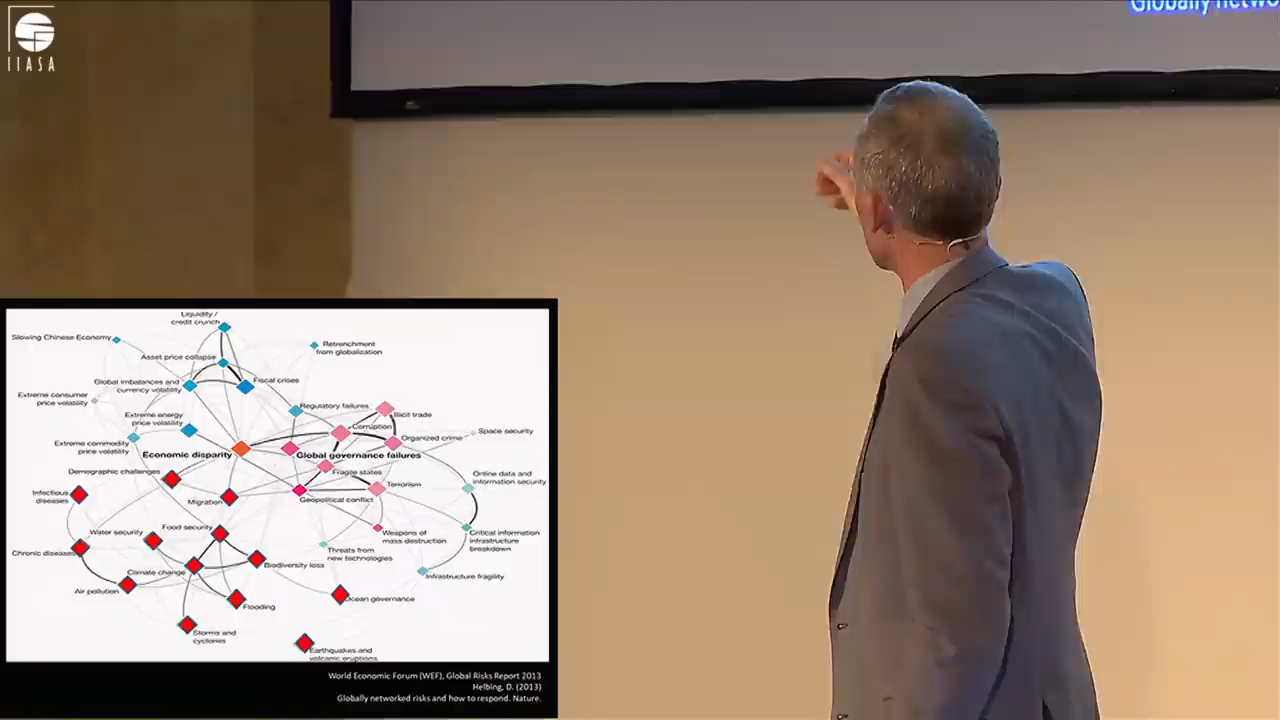 IIASA
Globally netwo
Liquidity /
credit crunch
Slowing Chinese Economy
Retrenchment
from globalization
Asset price collapse
Fiscal crises
Global imbalances and
currency volatility
Extreme consumer
price volatility
Regulatory failures
Illicit trade
Extreme energy
price volatility
Corruption
Space security
Organized crime
Extreme commodity
price volatility
Economic disparity
Global governance failures
Demographic challenges
Fragile states
Online data and
information security
Terrorism
Infectious
diseases
Migration
Geopolitical conflict
Water security
Food security
Weapons of
mass destruction
Critical information
infrastructure
breakdown
Chronic diseases
Threats from
new technologies
Climate change
Biodiversity loss
Infrastructure fragility
Air pollution
Flooding
Ocean governance
Storms and
cyclones
Earthquakes and
volcanic eruptions
World Economic Forum (WEF), Global Risks Report 2013
Helbing, D. (2013)
Globally networked risks and how to respond. Nature.